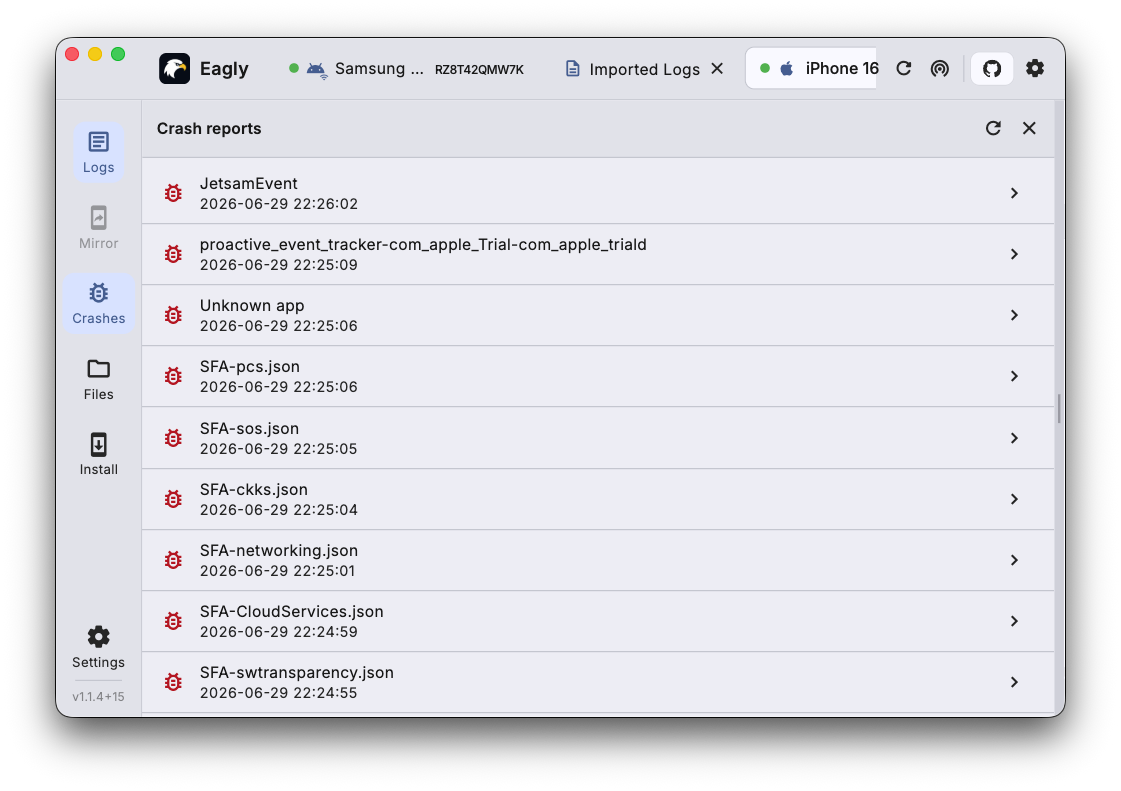 Eagly
Samsung ... RZ8T42QMW7K
Imported Logs
iPhone 16
Logs
Mirror
Crashes
Files
Install
Settings
v1.1.4+15
Crash reports
JetsamEvent
2026-06-29 22:26:02
proactive_event_tracker-com_apple_Trial-com_apple_triald
2026-06-29 22:25:09
Unknown app
2026-06-29 22:25:06
SFA-pcs.json
2026-06-29 22:25:06
SFA-sos.json
2026-06-29 22:25:05
SFA-ckks.json
2026-06-29 22:25:04
SFA-networking.json
2026-06-29 22:25:01
SFA-CloudServices.json
2026-06-29 22:24:59
SFA-swtransparency.json
2026-06-29 22:24:55